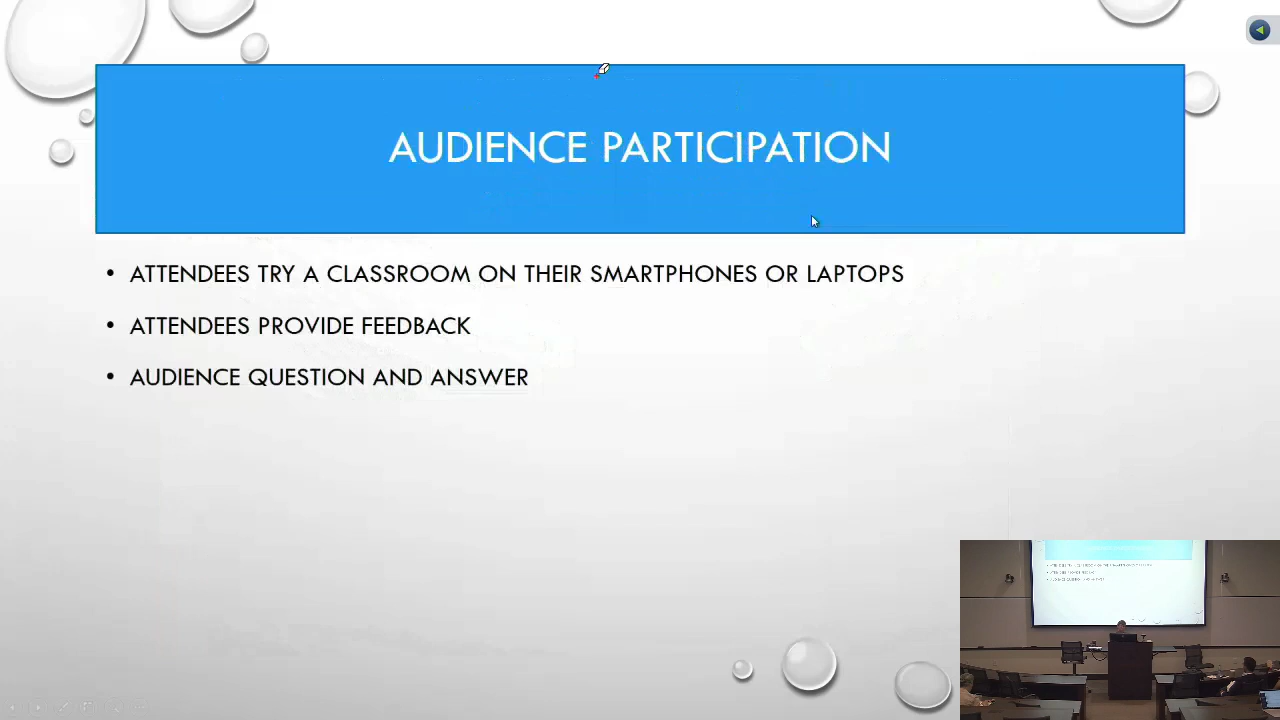 AUDIENCE PARTICIPATION
• ATTENDEES TRY A CLASSROOM ON THEIR SMARTPHONES OR LAPTOPS
• ATTENDEES PROVIDE FEEDBACK
• AUDIENCE QUESTION AND ANSWER